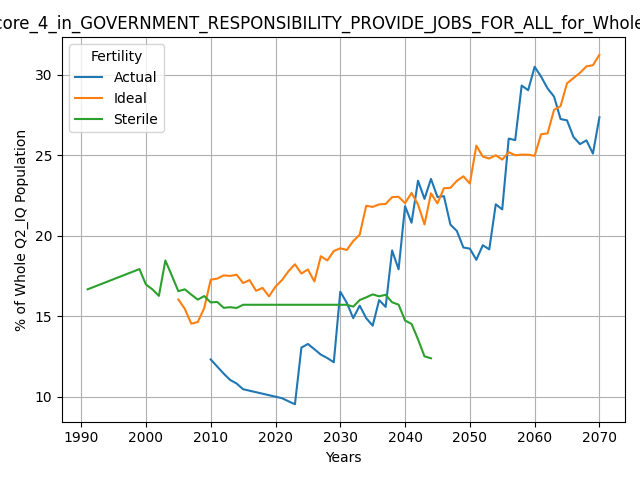 core_4_in_GOVERNMENT_RESPONSIBILITY_PROVIDE_JOBS_FOR_ALL_for_Whole
Fertility
Actual
Ideal
Sterile
% of Whole Q2_IQ Population
30
25
20
15
10
1990 2000 2010 2020 2030 2040 2050 2060 2070
Years